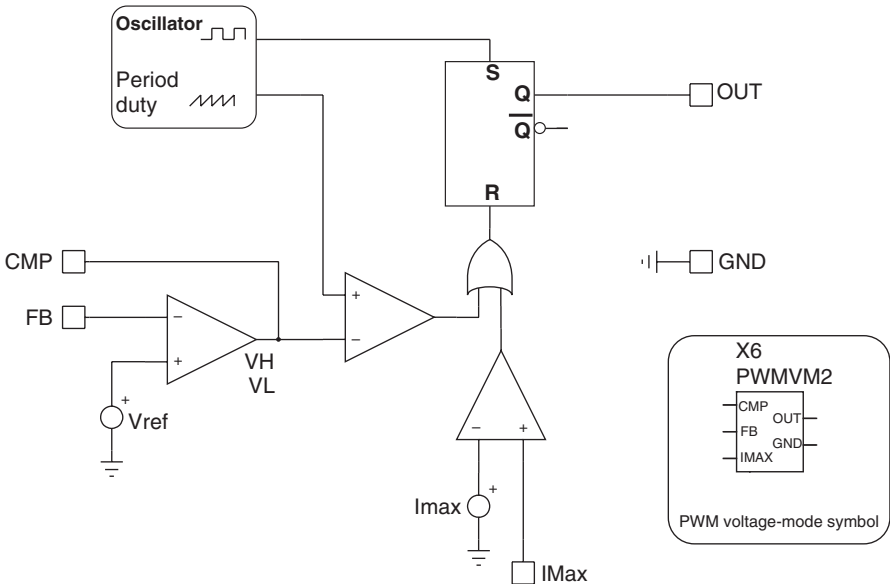 Oscillator
Period
duty
S
Q
Q
R
OUT
CMP
FB
GND
−
+
VH
VL
+
−
+
Vref
−
+
+
Imax
IMax
X6
PWMVM2
CMP
OUT
FB
GND
IMAX
PWM voltage-mode symbol